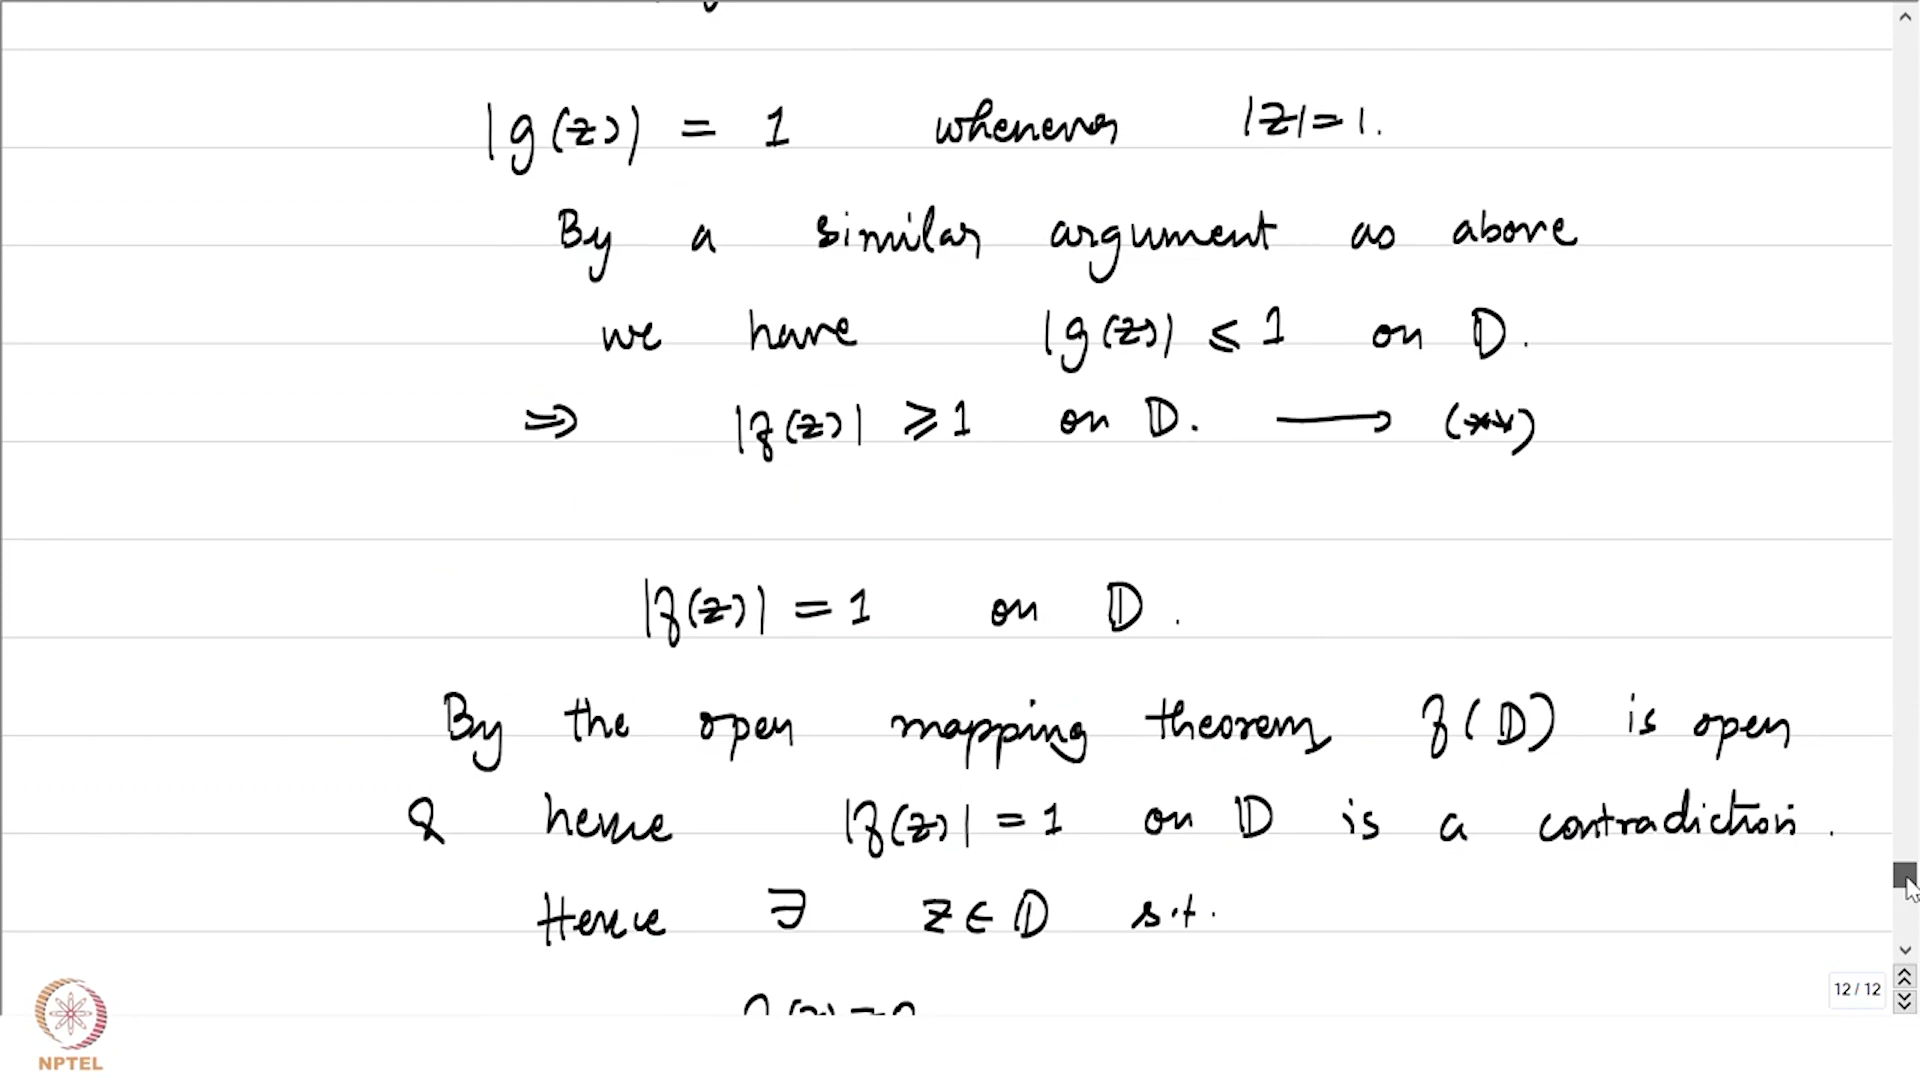 |g(z)| = 1 whenever |z|=1.
By a similar argument as above
we have |g(z)| ≤ 1 on 𝔻.
⇒ |f(z)| ≥ 1 on 𝔻. ⟶ (**)
|f(z)| = 1 on 𝔻.
By the open mapping theorem f(𝔻) is open
& hence |f(z)| = 1 on 𝔻 is a contradiction.
Hence ∃ z ∈ 𝔻 s.t.
12 / 12
NPTEL